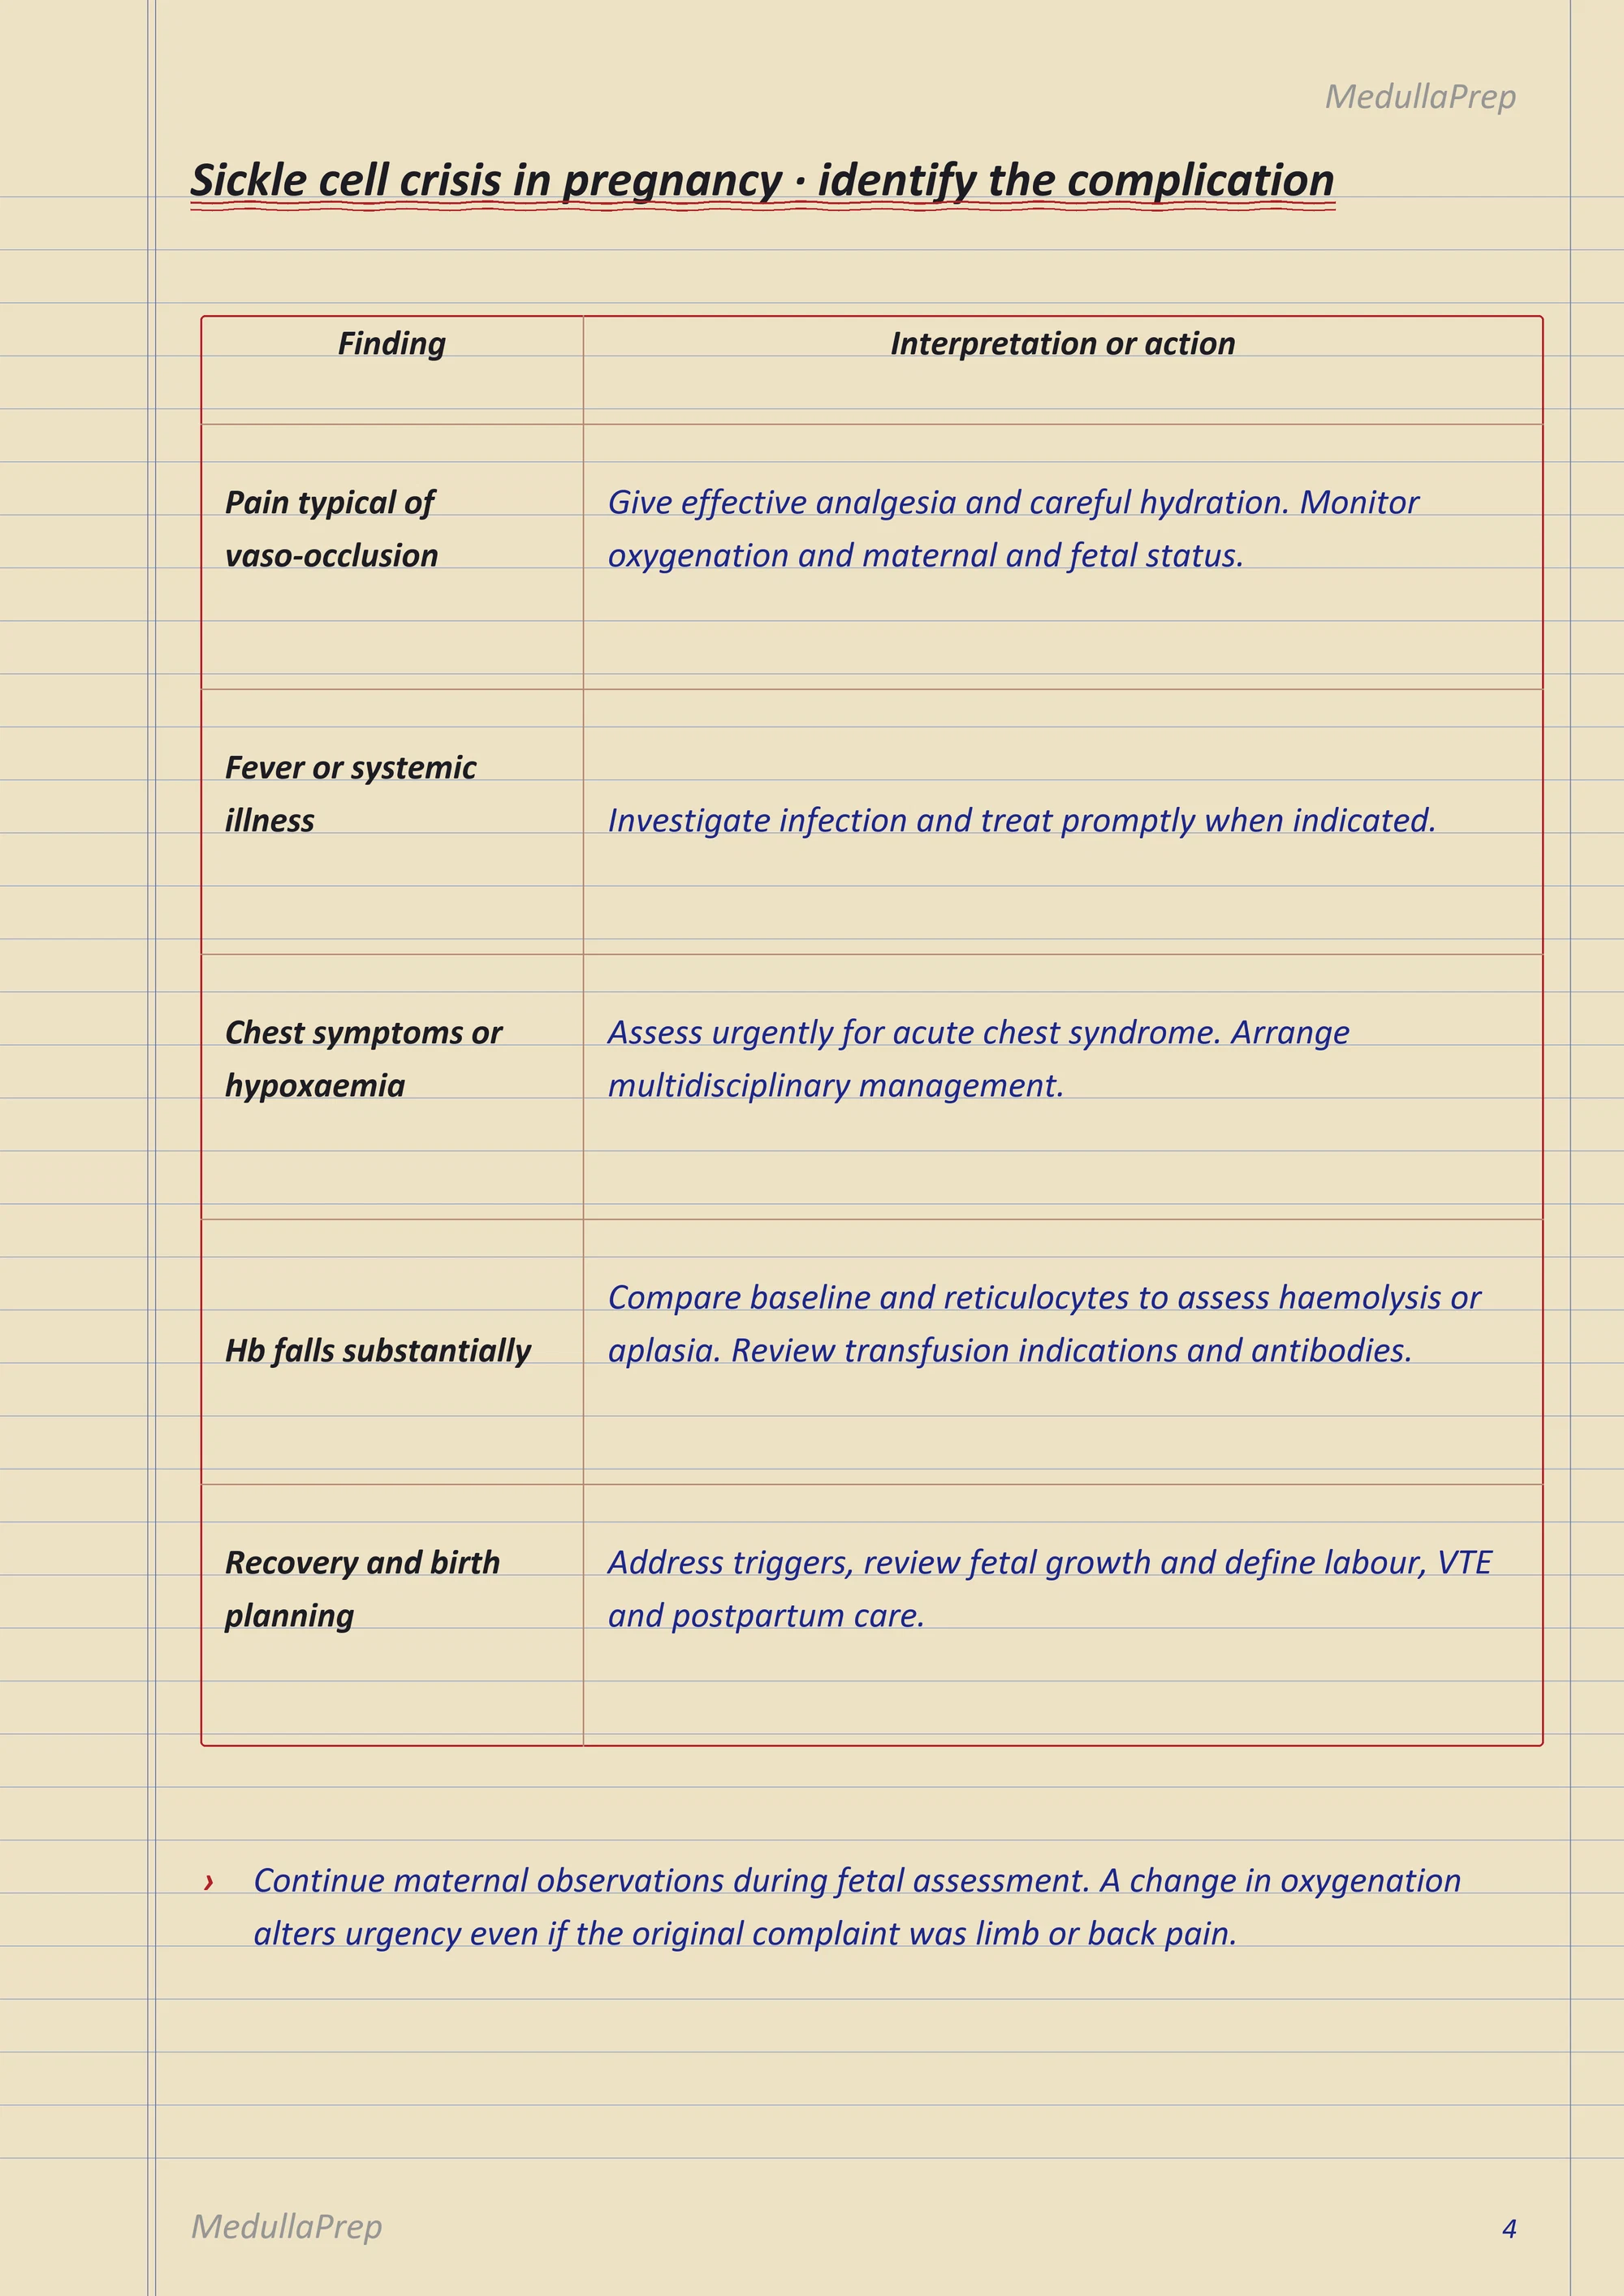 MedullaPrep
Sickle cell crisis in pregnancy · identify the complication
Finding
Interpretation or action
Pain typical of
vaso-occlusion
Give effective analgesia and careful hydration. Monitor
oxygenation and maternal and fetal status.
Fever or systemic
illness
Investigate infection and treat promptly when indicated.
Chest symptoms or
hypoxaemia
Assess urgently for acute chest syndrome. Arrange
multidisciplinary management.
Hb falls substantially
Compare baseline and reticulocytes to assess haemolysis or
aplasia. Review transfusion indications and antibodies.
Recovery and birth
planning
Address triggers, review fetal growth and define labour, VTE
and postpartum care.
› Continue maternal observations during fetal assessment. A change in oxygenation
alters urgency even if the original complaint was limb or back pain.
MedullaPrep
4